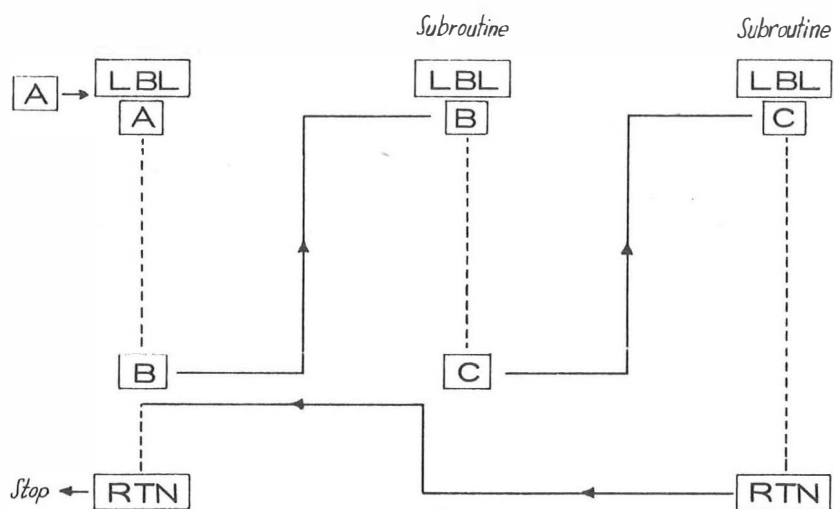 Subroutine Subroutine
LBL LBL LBL
A A B C
B C
Stop RTN RTN